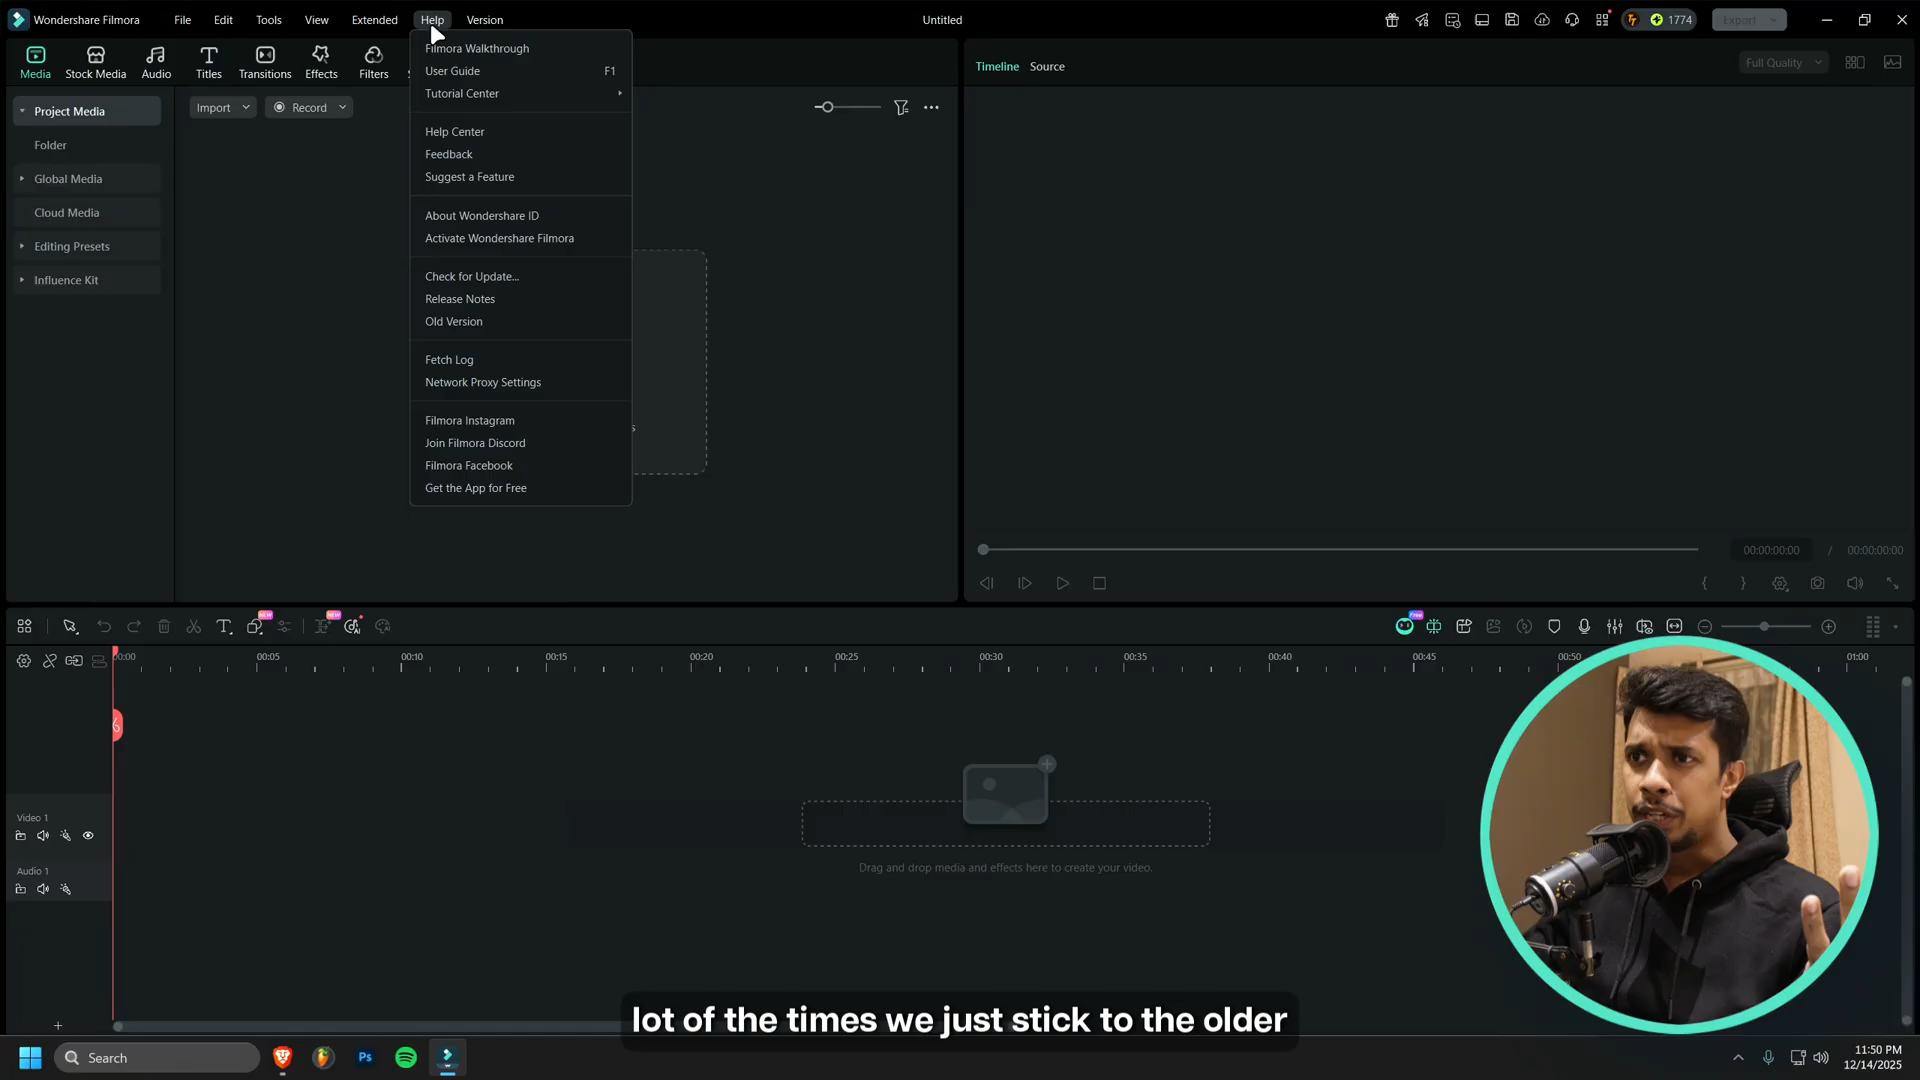 Wondershare Filmora File Edit Tools View Extended Help Version Untitled 1774 Export
Media Stock Media Audio Titles Transitions Effects Filters
Timeline Source Full Quality
Import Record
Project Media
Folder
Global Media
Cloud Media
Editing Presets
Influence Kit
Filmora Walkthrough
User Guide F1
Tutorial Center
Help Center
Feedback
Suggest a Feature
About Wondershare ID
Activate Wondershare Filmora
Check for Update...
Release Notes
Old Version
Fetch Log
Network Proxy Settings
Filmora Instagram
Join Filmora Discord
Filmora Facebook
Get the App for Free
00:00:00:00 / 00:00:00:00
NEW NEW Free
00:00 00:05 00:10 00:15 00:20 00:25 00:30 00:35 00:40 00:45 00:50 01:00
Video 1
Audio 1
Drag and drop media and effects here to create your video.
lot of the times we just stick to the older
Search Ps 11:50 PM
12/14/2025